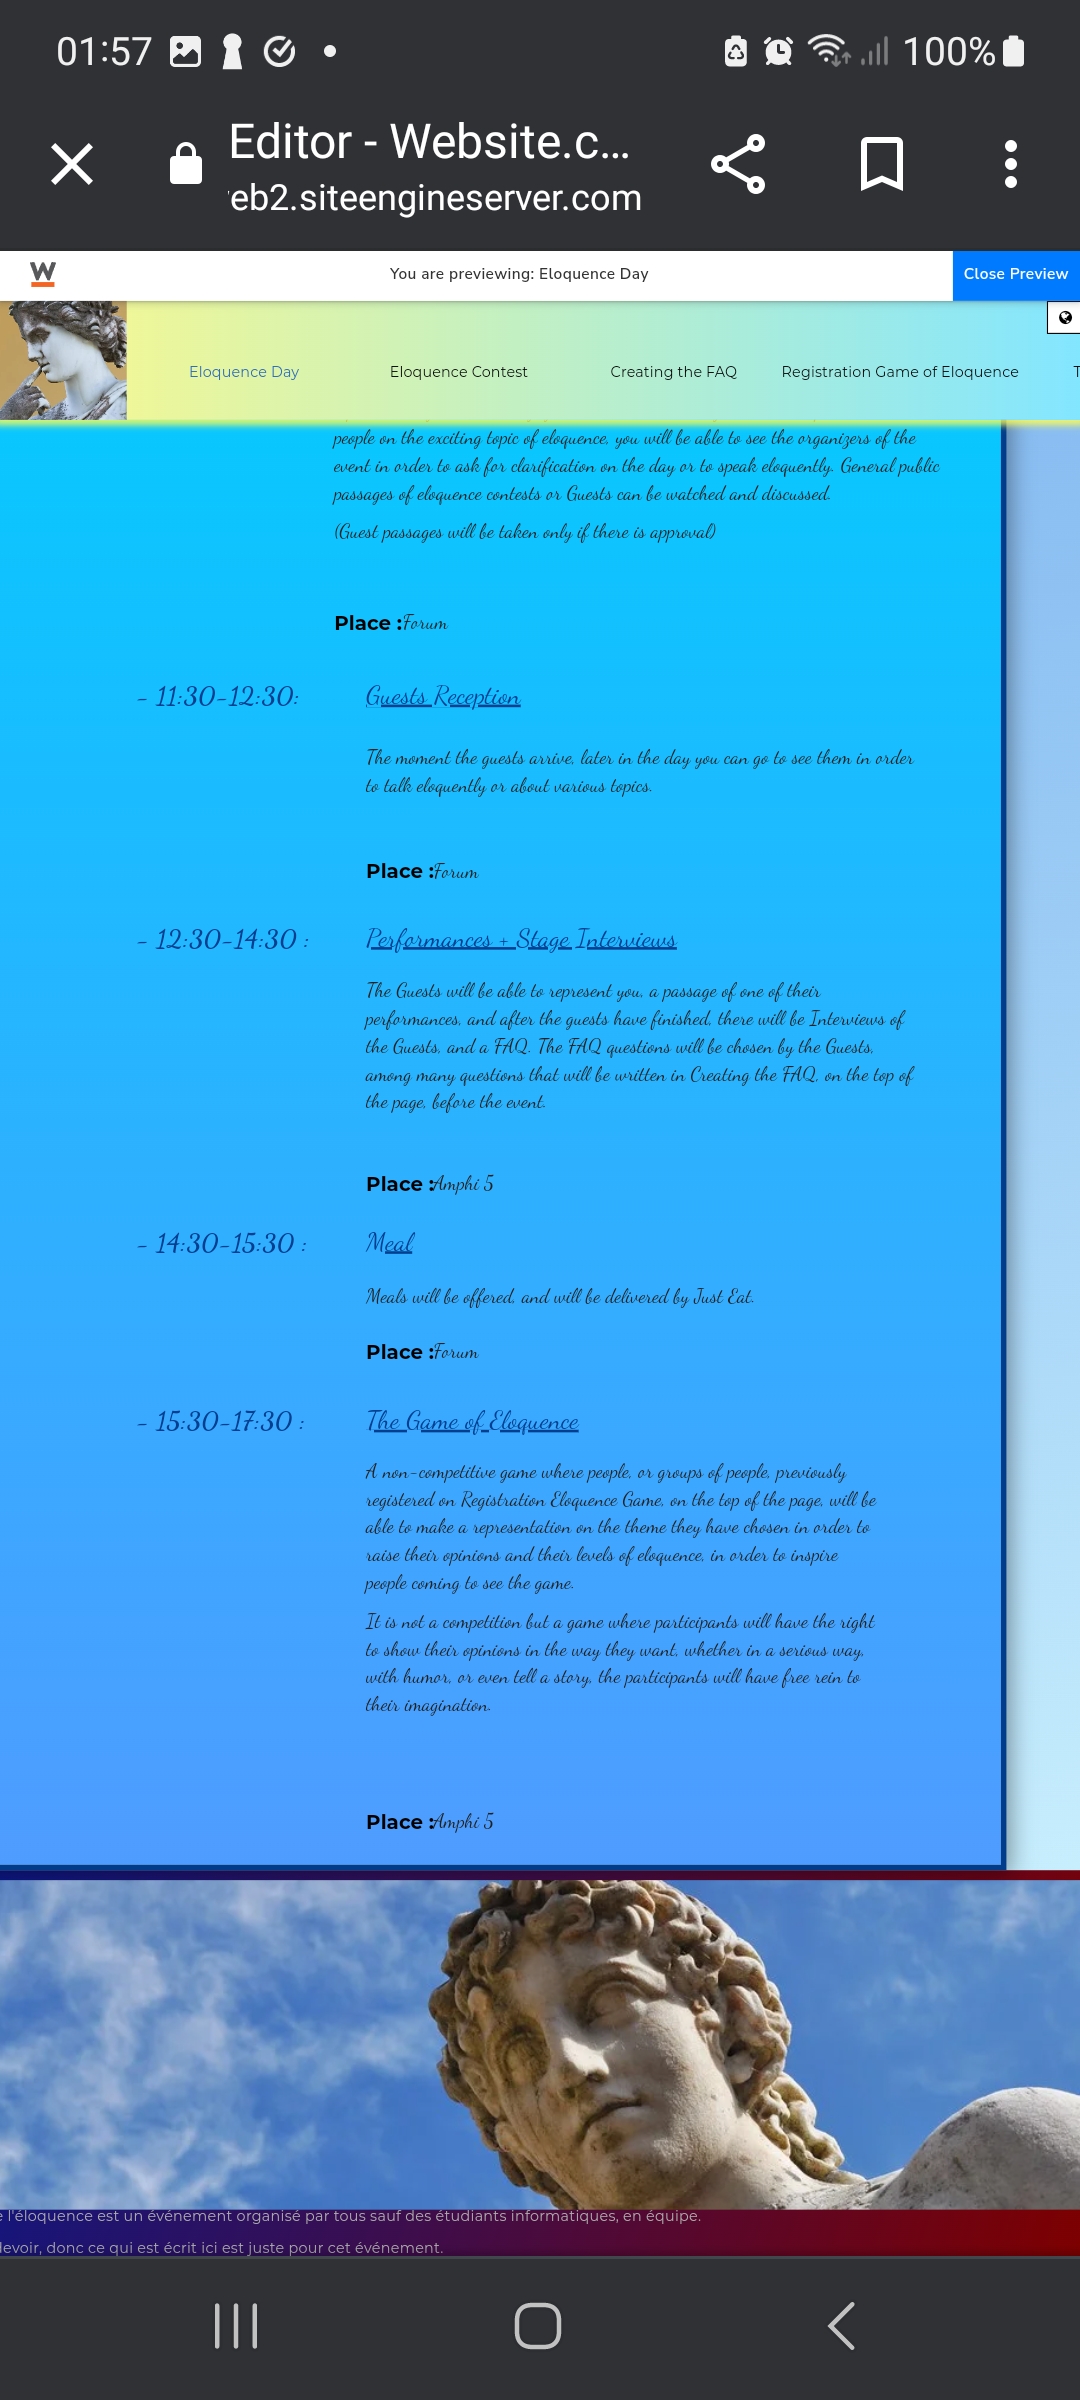 01:57
100%
Editor - Website.c...
eb2.siteengineserver.com
W
You are previewing: Eloquence Day
Close Preview
Eloquence Day
Eloquence Contest
Creating the FAQ
Registration Game of Eloquence
T
people on the exciting topic of eloquence, you will be able to see the organizers of the
event in order to ask for clarification on the day or to speak eloquently. General public
passages of eloquence contests or Guests can be watched and discussed.
(Guest passages will be taken only if there is approval)
Place :Forum
- 11:30-12:30: Guests Reception
The moment the guests arrive, later in the day you can go to see them in order
to talk eloquently or about various topics.
Place :Forum
- 12:30-14:30 : Performances + Stage Interviews
The Guests will be able to represent you, a passage of one of their
performances, and after the guests have finished, there will be Interviews of
the Guests, and a FAQ. The FAQ questions will be chosen by the Guests,
among many questions that will be written in Creating the FAQ, on the top of
the page, before the event.
Place :Amphi 5
- 14:30-15:30 : Meal
Meals will be offered, and will be delivered by Just Eat.
Place :Forum
- 15:30-17:30 : The Game of Eloquence
A non-competitive game where people, or groups of people, previously
registered on Registration Eloquence Game, on the top of the page, will be
able to make a representation on the theme they have chosen in order to
raise their opinions and their levels of eloquence, in order to inspire
people coming to see the game.
It is not a competition but a game where participants will have the right
to show their opinions in the way they want, whether in a serious way,
with humor, or even tell a story, the participants will have free rein to
their imagination.
Place :Amphi 5
e l'éloquence est un événement organisé par tous sauf des étudiants informatiques, en équipe.
devoir, donc ce qui est écrit ici est juste pour cet événement.